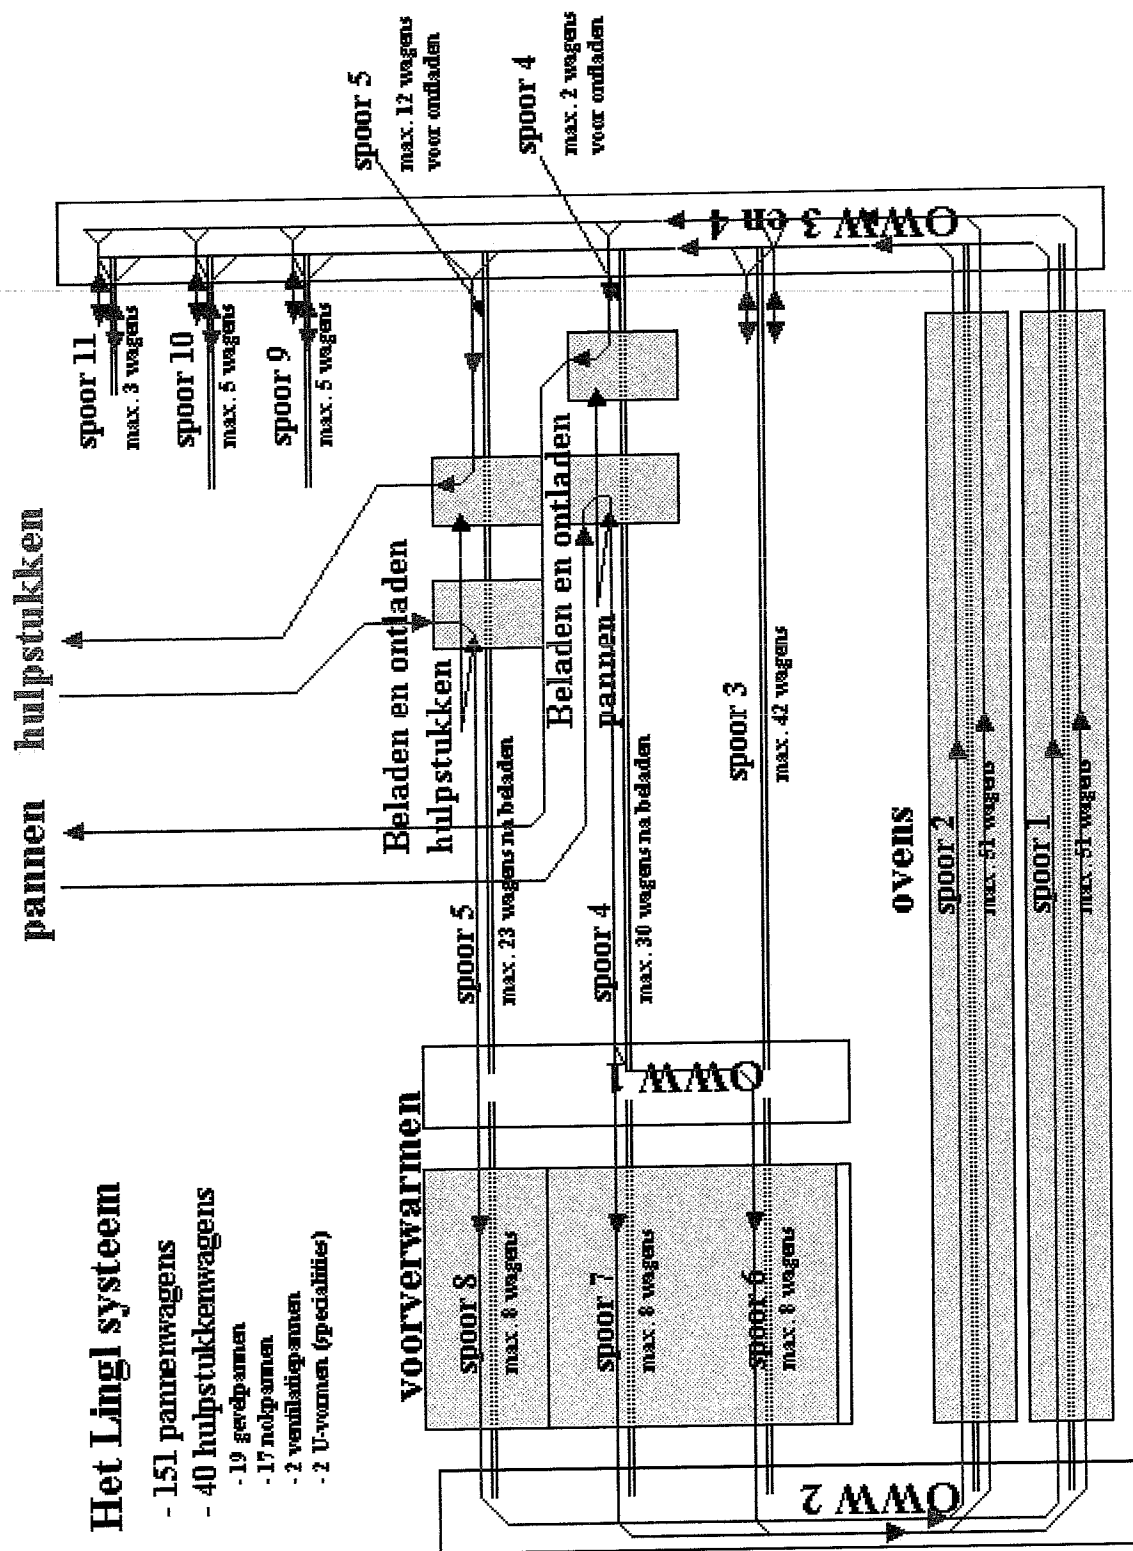 Het Lingl systeem
- 151 pannenwagens
- 40 hulpstukkenwagens
- 19 gevelpannen
- 17 nokpannen
- 2 ventilatiepannen
- 2 U-vormen (specialities)
pannen
hulpstukken
spoor 11
max. 3 wagens
spoor 10
max. 5 wagens
spoor 9
max. 5 wagens
spoor 5
max. 12 wagens
voor ontladen
spoor 4
max. 2 wagens
voor ontladen
OWW 3 en 4
Beladen en ontladen
hulpstukken
Beladen en ontladen
pannen
spoor 5
max. 23 wagens na beladen
spoor 4
max. 30 wagens na beladen
spoor 3
max. 42 wagens
voorverwarmen
OWW 1
spoor 8
max. 8 wagens
spoor 7
max. 8 wagens
spoor 6
max. 8 wagens
OWW 2
ovens
spoor 2
max. 51 wagens
spoor 1
max. 51 wagens